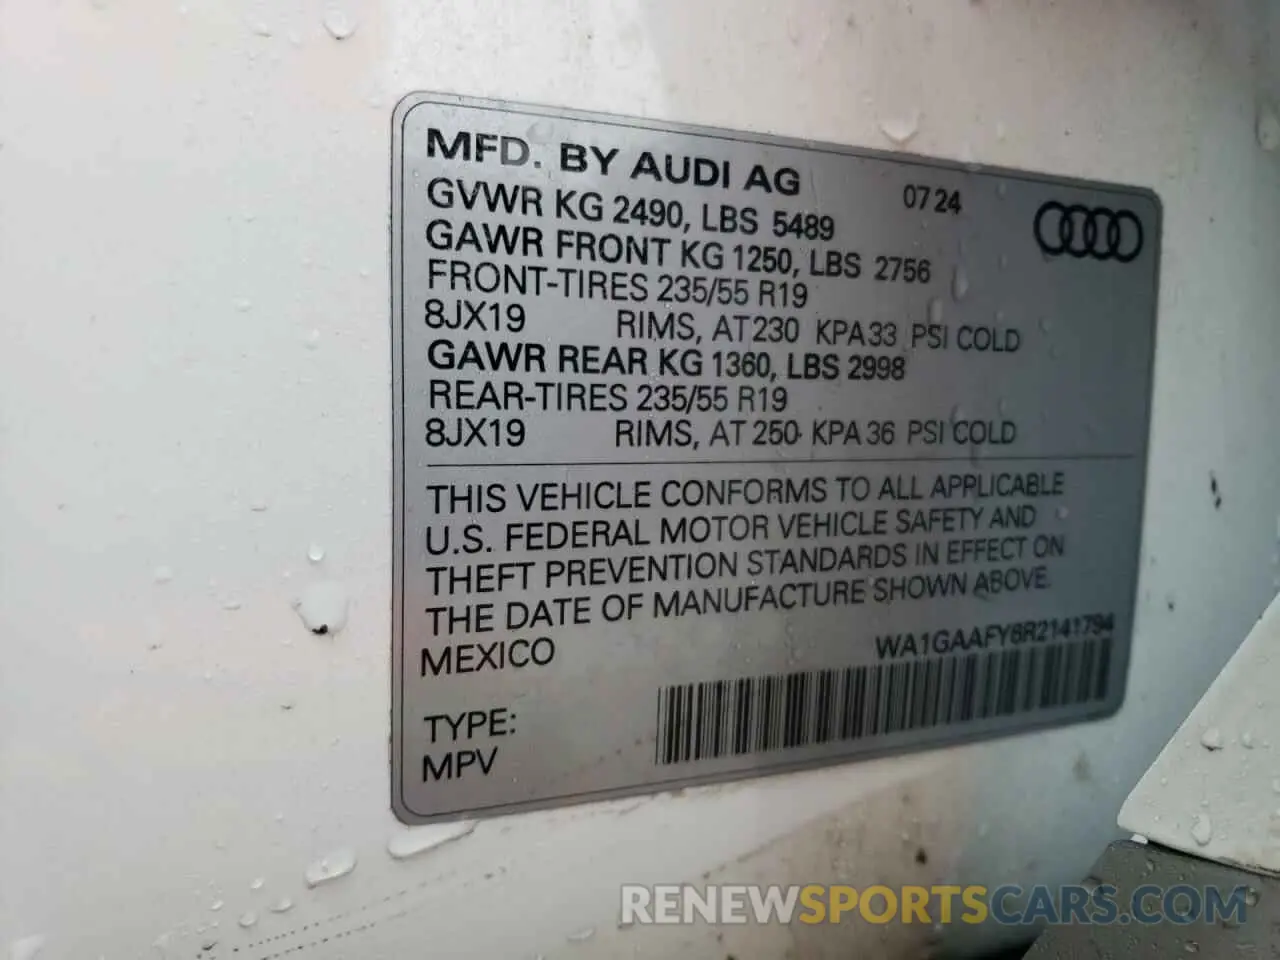 MFD. BY AUDI AG 07 24
GVWR KG 2490, LBS 5489
GAWR FRONT KG 1250, LBS 2756
FRONT-TIRES 235/55 R19
8JX19 RIMS, AT 230 KPA 33 PSI COLD
GAWR REAR KG 1360, LBS 2998
REAR-TIRES 235/55 R19
8JX19 RIMS, AT 250 KPA 36 PSI COLD
THIS VEHICLE CONFORMS TO ALL APPLICABLE
U.S. FEDERAL MOTOR VEHICLE SAFETY AND
THEFT PREVENTION STANDARDS IN EFFECT ON
THE DATE OF MANUFACTURE SHOWN ABOVE.
MEXICO WA1GAAFY6R2141794
TYPE:
MPV
RENEWSPORTSCARS.COM